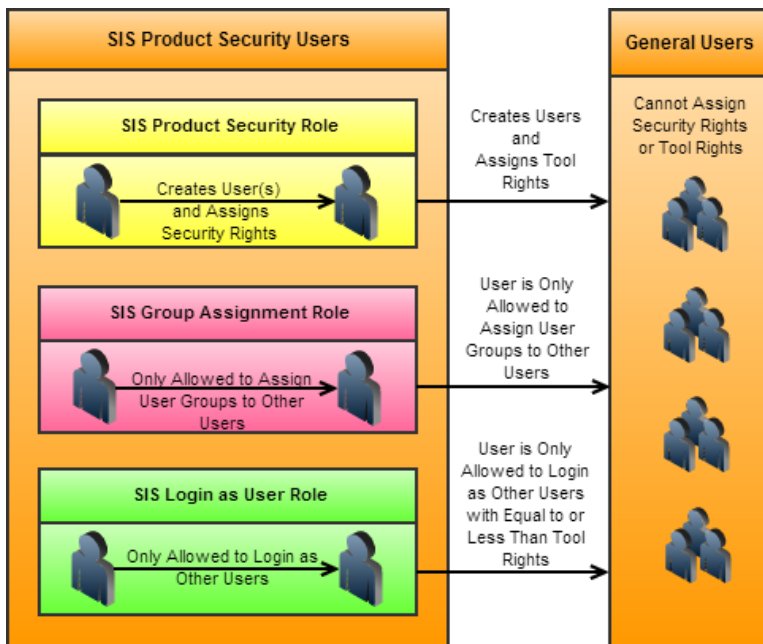 SIS Product Security Users
SIS Product Security Role
Creates User(s)
and Assigns
Security Rights
SIS Group Assignment Role
Only Allowed to Assign
User Groups to Other
Users
SIS Login as User Role
Only Allowed to Login as
Other Users
Creates Users
and
Assigns Tool
Rights
User is Only
Allowed to
Assign User
Groups to Other
Users
User is Only
Allowed to Login
as Other Users
with Equal to or
Less Than Tool
Rights
General Users
Cannot Assign
Security Rights
or Tool Rights